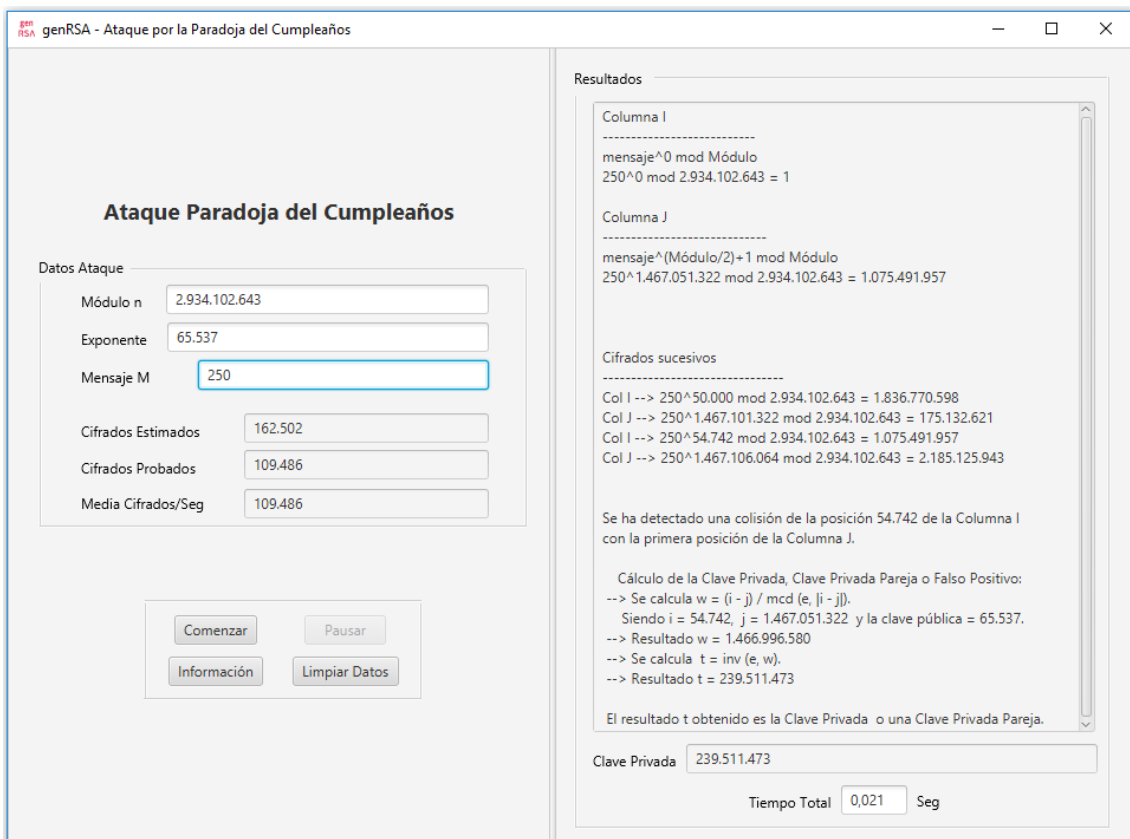 gen
RSA
genRSA - Ataque por la Paradoja del Cumpleaños
Ataque Paradoja del Cumpleaños
Datos Ataque
Módulo n 2.934.102.643
Exponente 65.537
Mensaje M 250
Cifrados Estimados 162.502
Cifrados Probados 109.486
Media Cifrados/Seg 109.486
Comenzar Pausar
Información Limpiar Datos
Resultados
Columna I
---------------------------
mensaje^0 mod Módulo
250^0 mod 2.934.102.643 = 1
Columna J
-----------------------------
mensaje^(Módulo/2)+1 mod Módulo
250^1.467.051.322 mod 2.934.102.643 = 1.075.491.957
Cifrados sucesivos
--------------------------------
Col I --> 250^50.000 mod 2.934.102.643 = 1.836.770.598
Col J --> 250^1.467.101.322 mod 2.934.102.643 = 175.132.621
Col I --> 250^54.742 mod 2.934.102.643 = 1.075.491.957
Col J --> 250^1.467.106.064 mod 2.934.102.643 = 2.185.125.943
Se ha detectado una colisión de la posición 54.742 de la Columna I
con la primera posición de la Columna J.
Cálculo de la Clave Privada, Clave Privada Pareja o Falso Positivo:
--> Se calcula w = (i - j) / mcd (e, |i - j|).
Siendo i = 54.742, j = 1.467.051.322 y la clave pública = 65.537.
--> Resultado w = 1.466.996.580
--> Se calcula t = inv (e, w).
--> Resultado t = 239.511.473
El resultado t obtenido es la Clave Privada o una Clave Privada Pareja.
Clave Privada 239.511.473
Tiempo Total 0,021 Seg